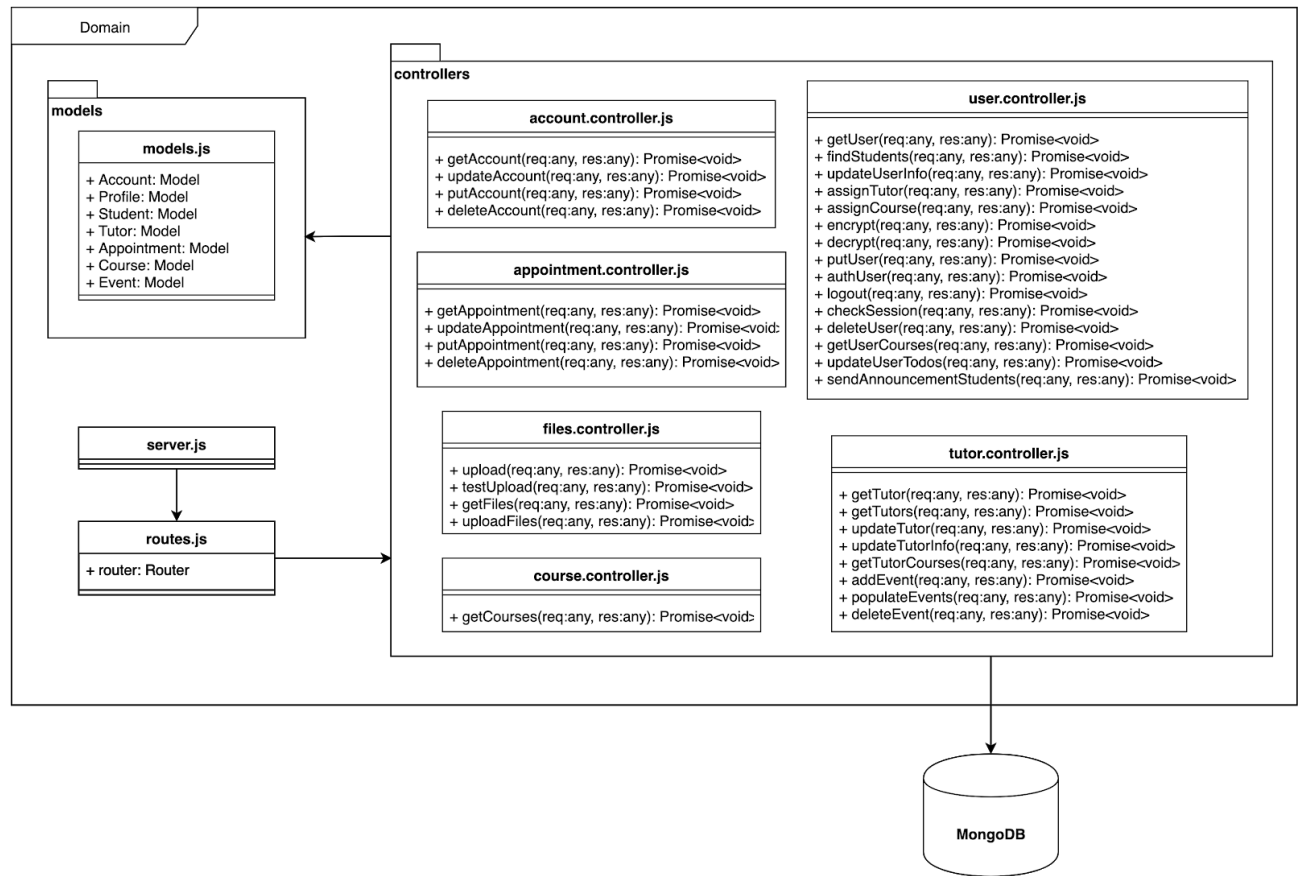 Domain
models
models.js
+ Account: Model
+ Profile: Model
+ Student: Model
+ Tutor: Model
+ Appointment: Model
+ Course: Model
+ Event: Model
server.js
routes.js
+ router: Router
controllers
account.controller.js
+ getAccount(req:any, res:any): Promise<void>
+ updateAccount(req:any, res:any): Promise<void>
+ putAccount(req:any, res:any): Promise<void>
+ deleteAccount(req:any, res:any): Promise<void>
appointment.controller.js
+ getAppointment(req:any, res:any): Promise<void>
+ updateAppointment(req:any, res:any): Promise<void>
+ putAppointment(req:any, res:any): Promise<void>
+ deleteAppointment(req:any, res:any): Promise<void>
files.controller.js
+ upload(req:any, res:any): Promise<void>
+ testUpload(req:any, res:any): Promise<void>
+ getFiles(req:any, res:any): Promise<void>
+ uploadFiles(req:any, res:any): Promise<void>
course.controller.js
+ getCourses(req:any, res:any): Promise<void>
user.controller.js
+ getUser(req:any, res:any): Promise<void>
+ findStudents(req:any, res:any): Promise<void>
+ updateUserInfo(req:any, res:any): Promise<void>
+ assignTutor(req:any, res:any): Promise<void>
+ assignCourse(req:any, res:any): Promise<void>
+ encrypt(req:any, res:any): Promise<void>
+ decrypt(req:any, res:any): Promise<void>
+ putUser(req:any, res:any): Promise<void>
+ authUser(req:any, res:any): Promise<void>
+ logout(req:any, res:any): Promise<void>
+ checkSession(req:any, res:any): Promise<void>
+ deleteUser(req:any, res:any): Promise<void>
+ getUserCourses(req:any, res:any): Promise<void>
+ updateUserTodos(req:any, res:any): Promise<void>
+ sendAnnouncementStudents(req:any, res:any): Promise<void>
tutor.controller.js
+ getTutor(req:any, res:any): Promise<void>
+ getTutors(req:any, res:any): Promise<void>
+ updateTutor(req:any, res:any): Promise<void>
+ updateTutorInfo(req:any, res:any): Promise<void>
+ getTutorCourses(req:any, res:any): Promise<void>
+ addEvent(req:any, res:any): Promise<void>
+ populateEvents(req:any, res:any): Promise<void>
+ deleteEvent(req:any, res:any): Promise<void>
MongoDB